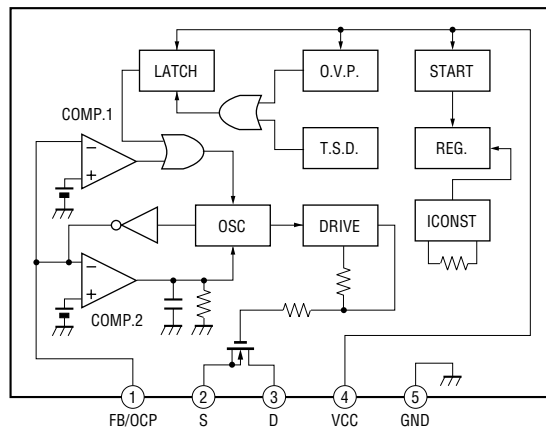 LATCH
O.V.P.
START
COMP.1
T.S.D.
REG.
−
+
ICONST
OSC
DRIVE
−
+
COMP.2
1
2
3
4
5
FB/OCP
S
D
VCC
GND